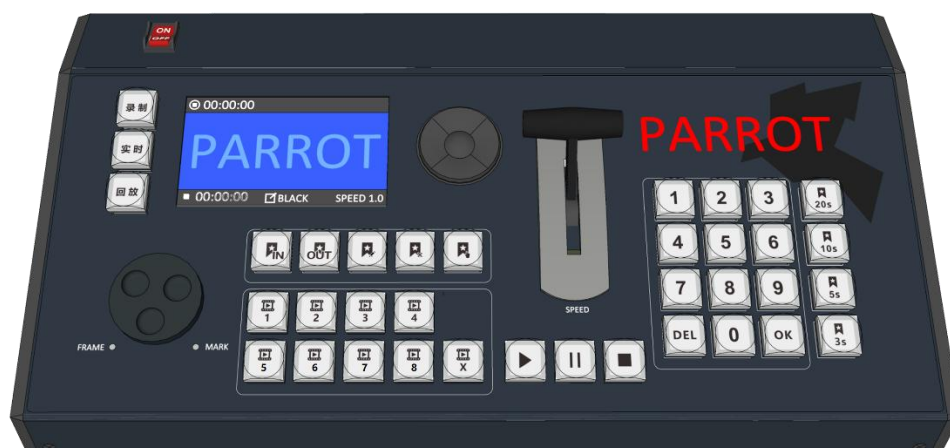 ON
OFF
录制
实时
回放
00:00:00
PARROT
00:00:00 BLACK SPEED 1.0
PARROT
IN
OUT
1
2
3
4
5
6
7
8
X
FRAME
MARK
SPEED
1
2
3
20s
4
5
6
10s
7
8
9
5s
DEL
0
OK
3s